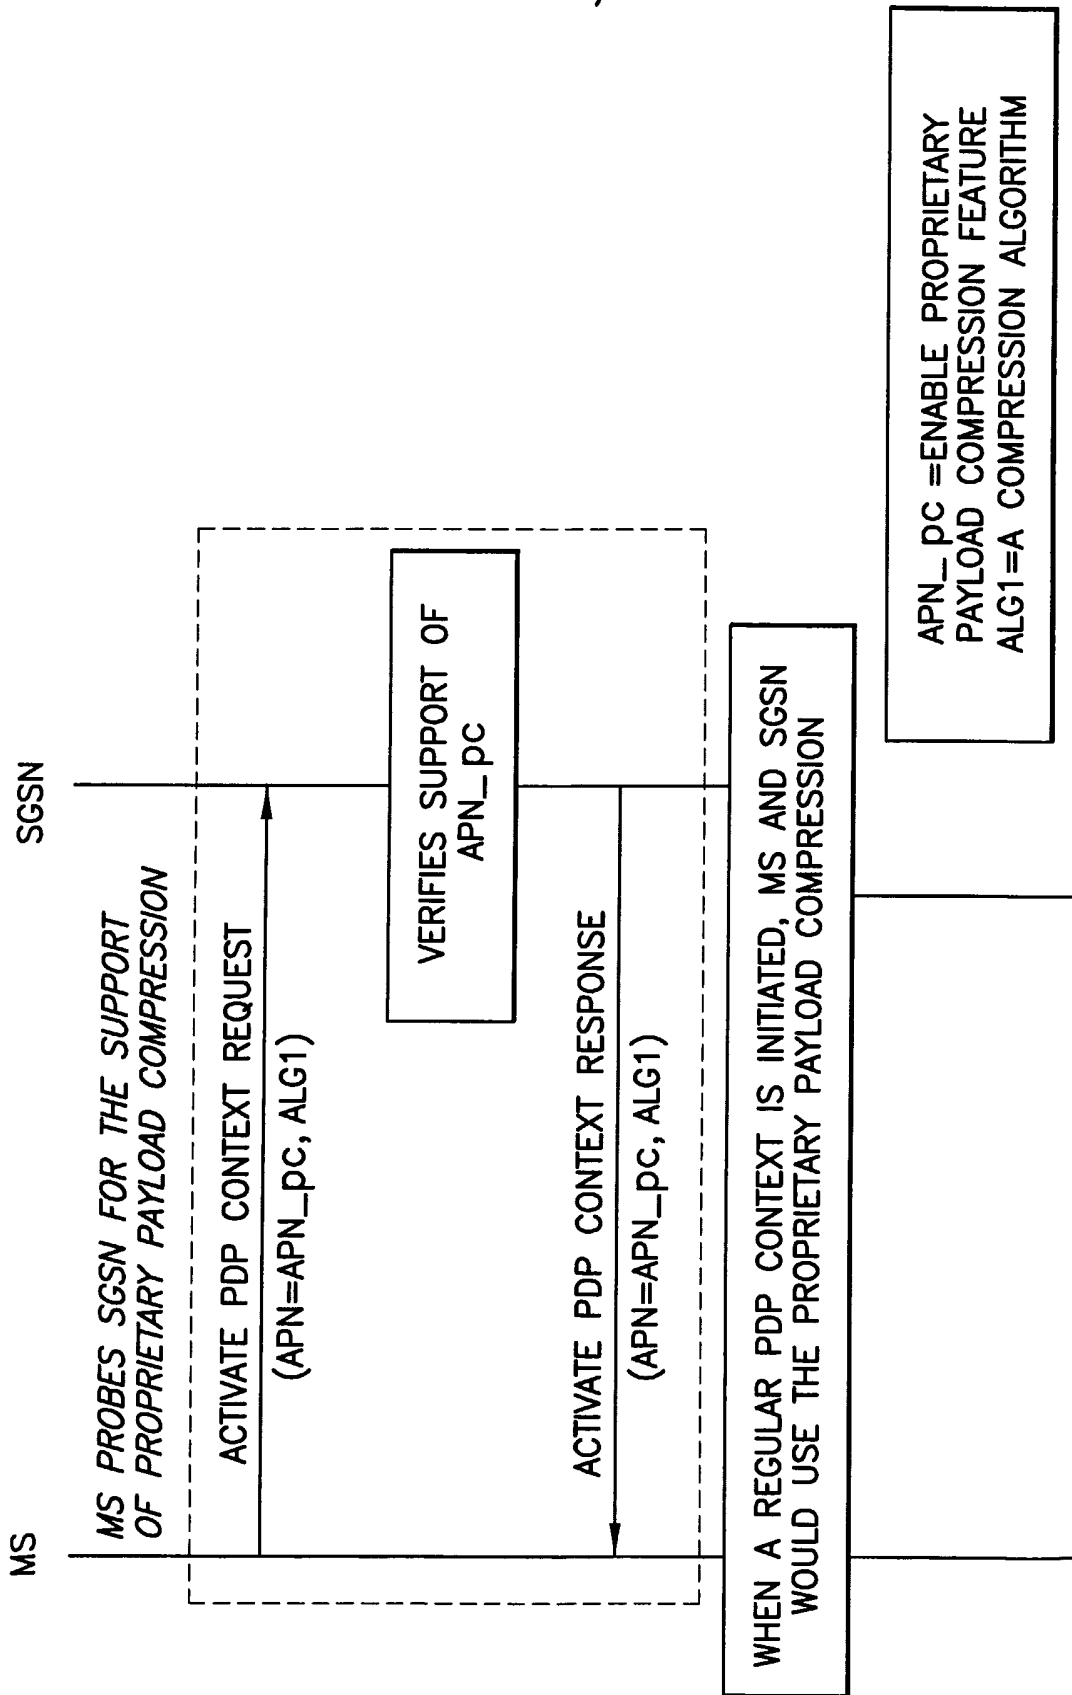 MS
SGSN
MS PROBES SGSN FOR THE SUPPORT
OF PROPRIETARY PAYLOAD COMPRESSION
ACTIVATE PDP CONTEXT REQUEST
(APN=APN_pc, ALG1)
VERIFIES SUPPORT OF
APN_pc
ACTIVATE PDP CONTEXT RESPONSE
(APN=APN_pc, ALG1)
WHEN A REGULAR PDP CONTEXT IS INITIATED, MS AND SGSN
WOULD USE THE PROPRIETARY PAYLOAD COMPRESSION
APN_pc =ENABLE PROPRIETARY
PAYLOAD COMPRESSION FEATURE
ALG1=A COMPRESSION ALGORITHM